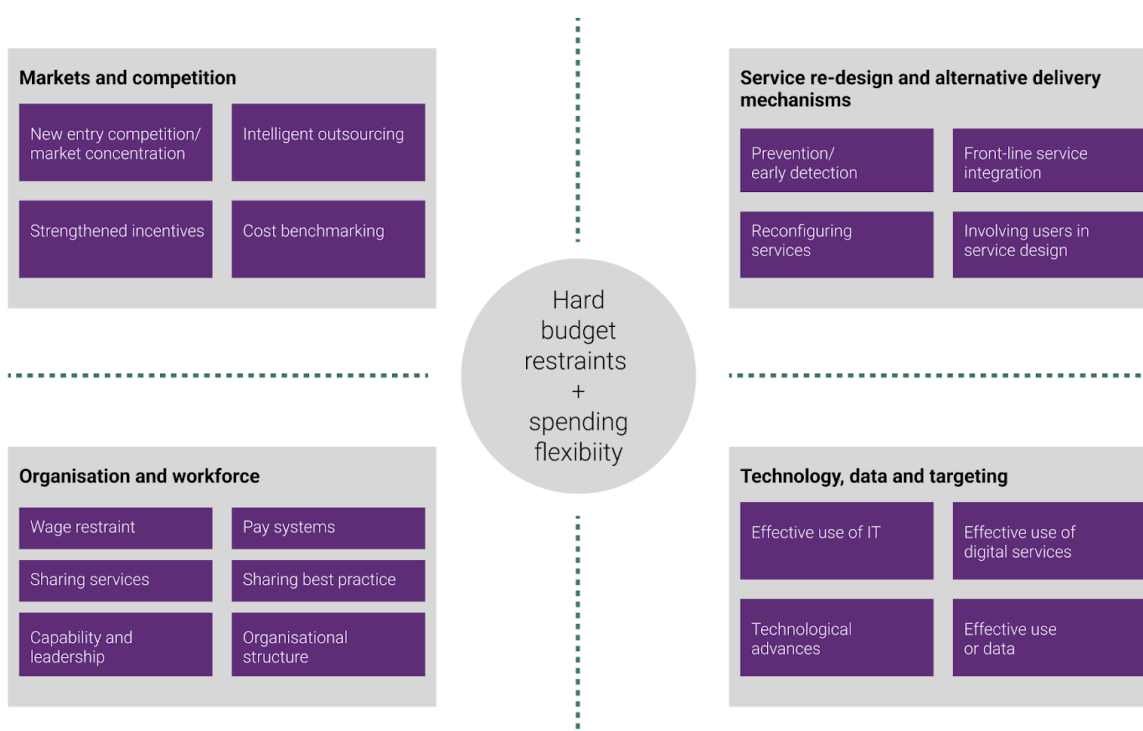 Markets and competition
New entry competition/
market concentration
Intelligent outsourcing
Strengthened incentives
Cost benchmarking
Service re-design and alternative delivery
mechanisms
Prevention/
early detection
Front-line service
integration
Reconfiguring
services
Involving users in
service design
Hard
budget
restraints
+
spending
flexibiity
Organisation and workforce
Wage restraint
Pay systems
Sharing services
Sharing best practice
Capability and
leadership
Organisational
structure
Technology, data and targeting
Effective use of IT
Effective use of
digital services
Technological
advances
Effective use
or data